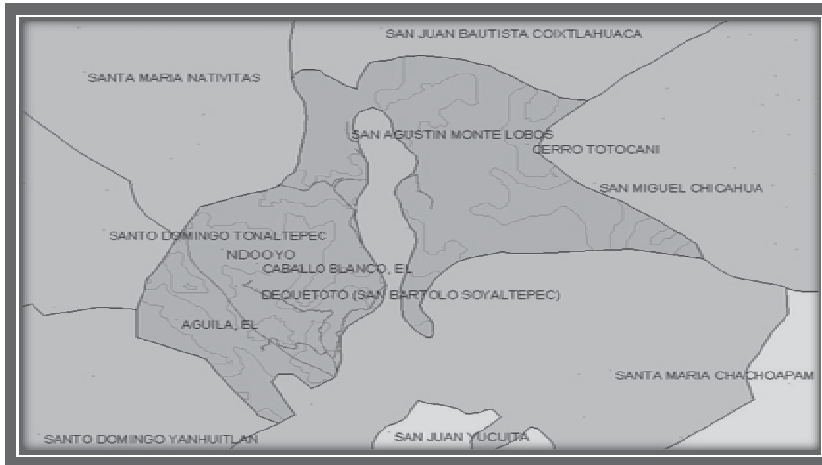 SAN JUAN BAUTISTA COIXTLAHUACA
SANTA MARIA NATIVITAS
SAN AGUSTIN MONTE LOBOS
CERRO TOTOCANI
SAN MIGUEL CHICAHUA
SANTO DOMINGO TONALTEPEC
NDOOYO
CABALLO BLANCO, EL
DEQUETOTO (SAN BARTOLO SOYALTEPEC)
AGUILA, EL
SANTA MARIA CHACHOAPAM
SANTO DOMINGO YANHUITLAN
SAN JUAN YUCUITA